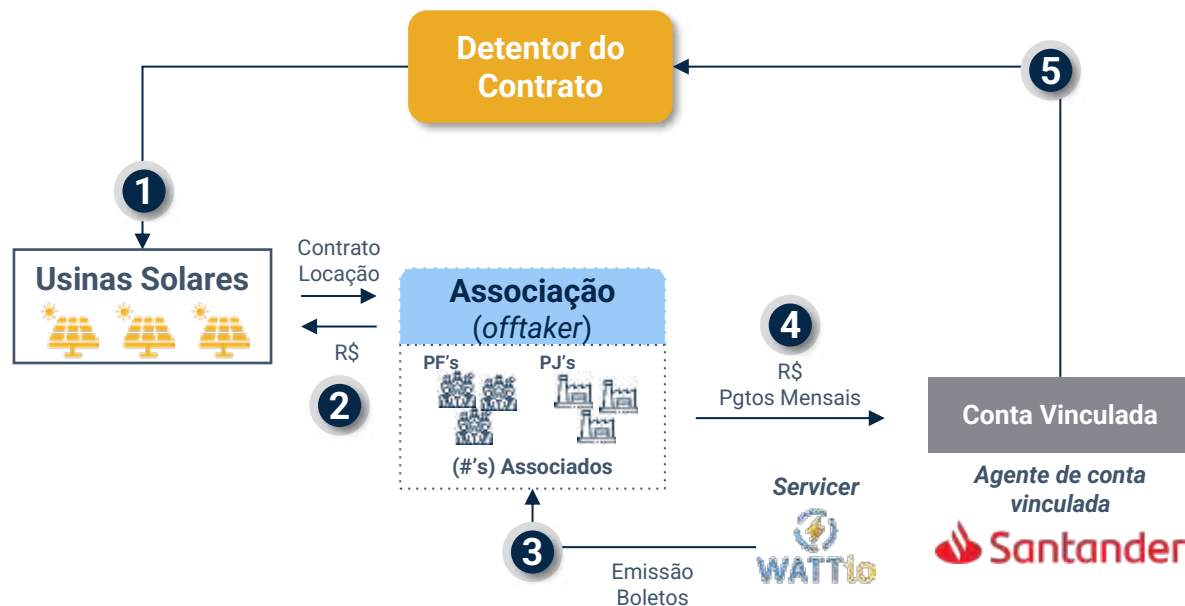 Detentor do
Contrato
5
1
Usinas Solares
Contrato
Locação
R$
2
Associação
(offtaker)
PF's
PJ's
(#'s) Associados
4
R$
Pgtos Mensais
Conta Vinculada
Agente de conta
vinculada
Santander
Servicer
WATTio
3
Emissão
Boletos